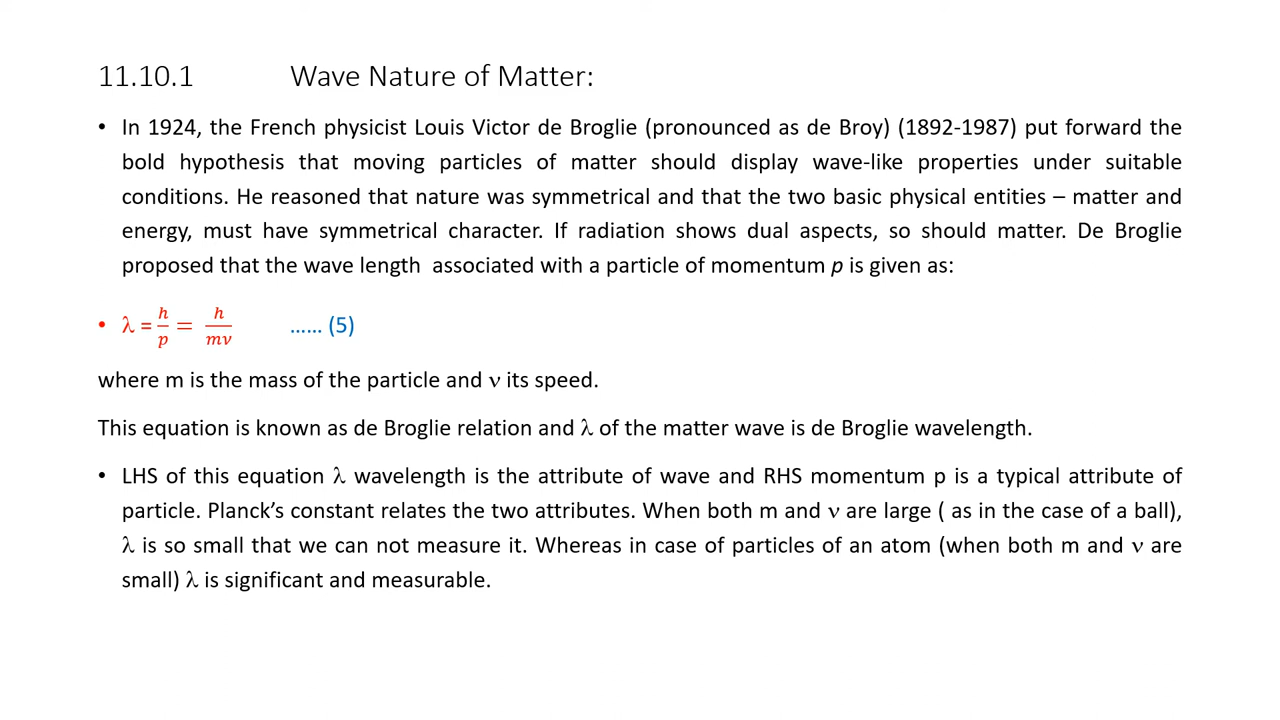 11.10.1 Wave Nature of Matter:
• In 1924, the French physicist Louis Victor de Broglie (pronounced as de Broy) (1892-1987) put forward the
bold hypothesis that moving particles of matter should display wave-like properties under suitable
conditions. He reasoned that nature was symmetrical and that the two basic physical entities – matter and
energy, must have symmetrical character. If radiation shows dual aspects, so should matter. De Broglie
proposed that the wave length associated with a particle of momentum p is given as:
• λ = h/p = h/mv ...... (5)
where m is the mass of the particle and ν its speed.
This equation is known as de Broglie relation and λ of the matter wave is de Broglie wavelength.
• LHS of this equation λ wavelength is the attribute of wave and RHS momentum p is a typical attribute of
particle. Planck’s constant relates the two attributes. When both m and ν are large ( as in the case of a ball),
λ is so small that we can not measure it. Whereas in case of particles of an atom (when both m and ν are
small) λ is significant and measurable.